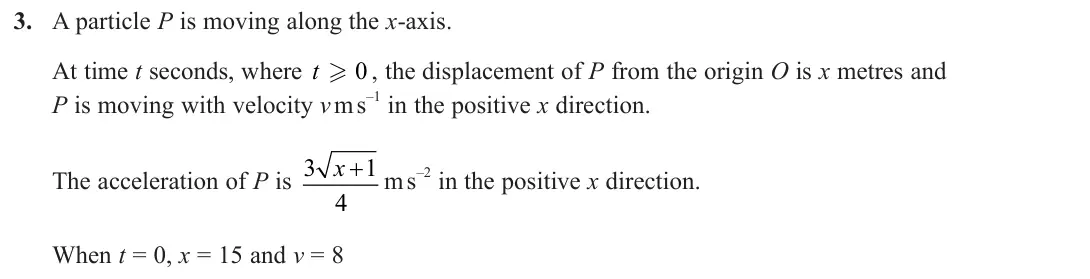 3. A particle P is moving along the x-axis.
At time t seconds, where t ⩾ 0, the displacement of P from the origin O is x metres and
P is moving with velocity v m s⁻¹ in the positive x direction.
The acceleration of P is 3√(x+1)/4 m s⁻² in the positive x direction.
When t = 0, x = 15 and v = 8